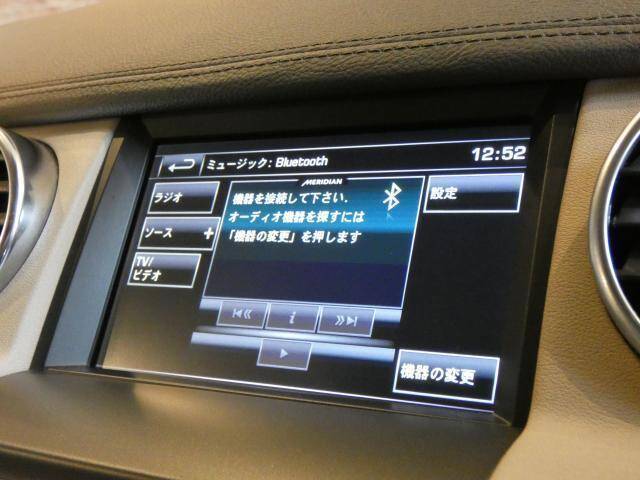 ミュージック: Bluetooth
12:52
ラジオ
MERIDIAN
機器を接続して下さい.
オーディオ機器を探すには
「機器の変更」を押します
設定
ソース +
TV/
ビデオ
i
機器の変更